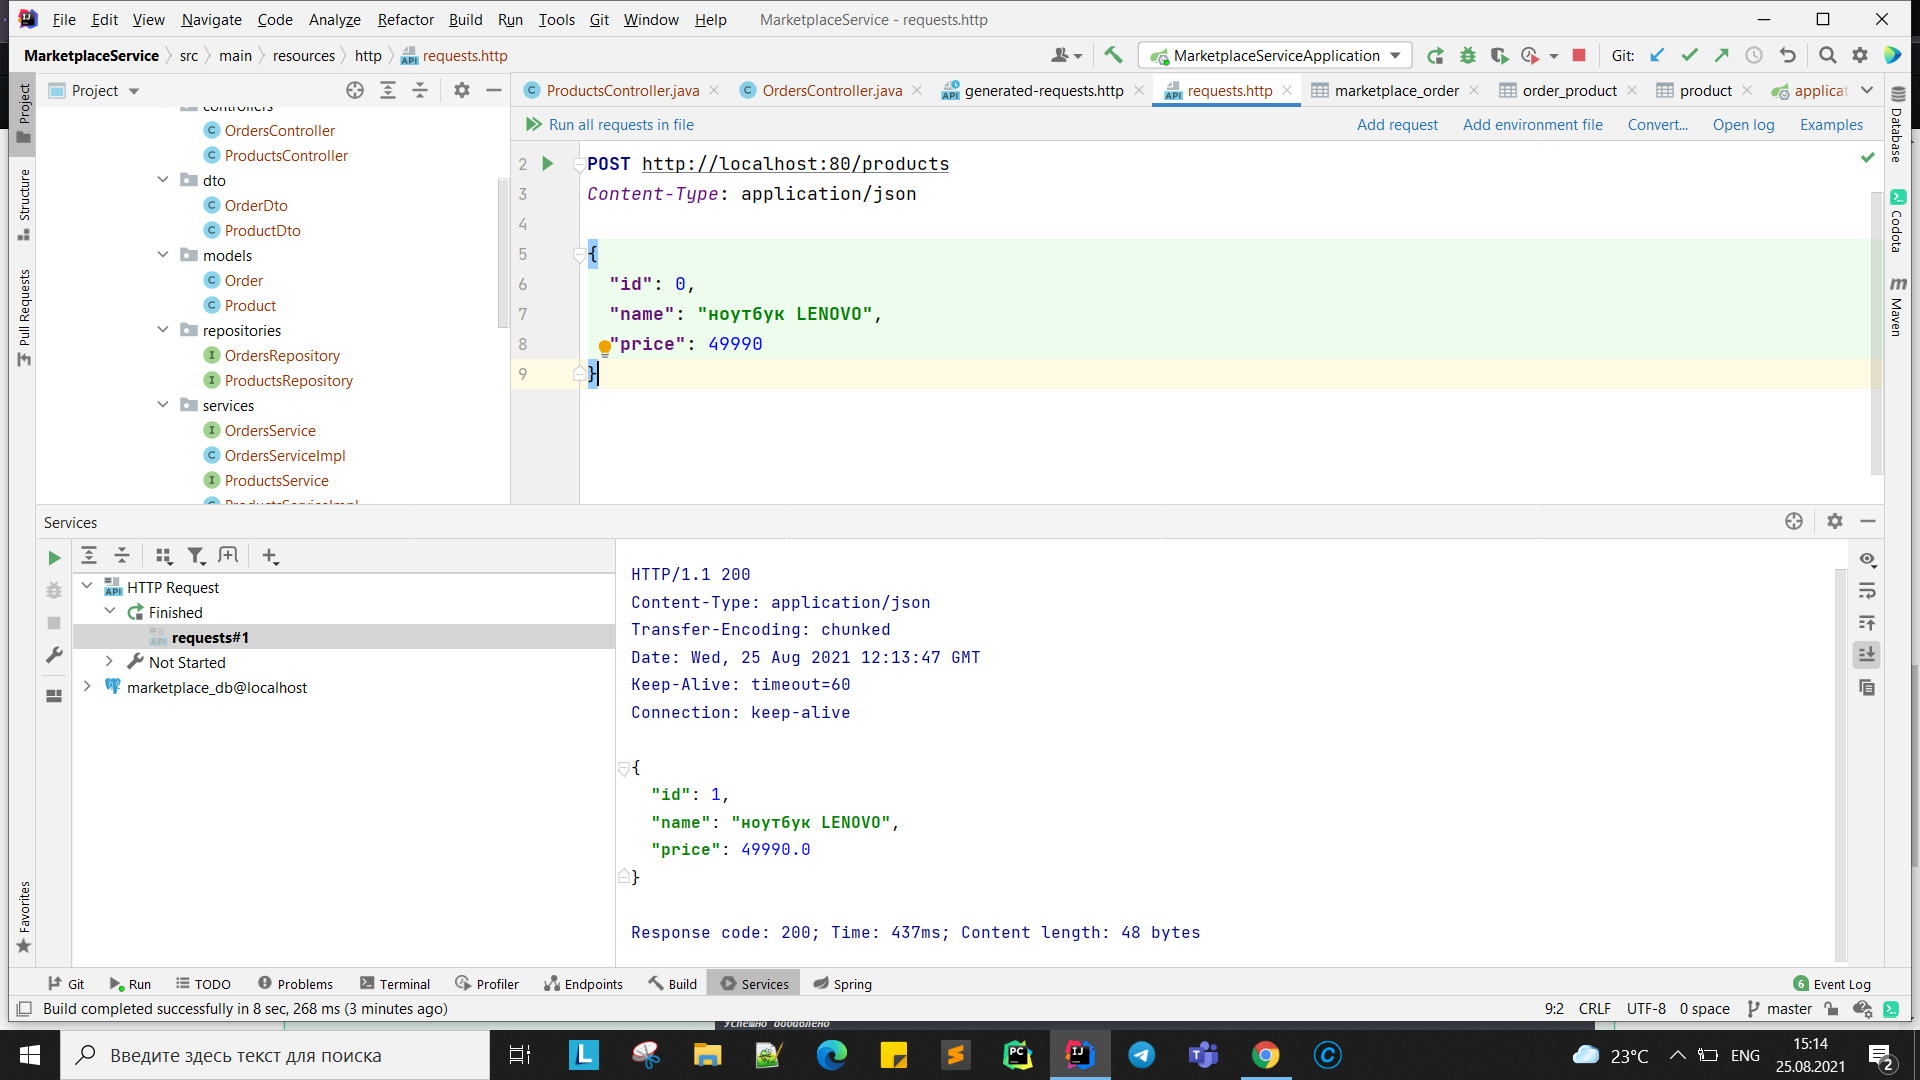 File Edit View Navigate Code Analyze Refactor Build Run Tools Git Window Help MarketplaceService - requests.http
MarketplaceService src main resources http requests.http MarketplaceServiceApplication Git:
Project ProductsController.java OrdersController.java generated-requests.http requests.http marketplace_order order_product product applicat
Run all requests in file Add request Add environment file Convert... Open log Examples
Project
Structure
Pull Requests
Favorites
controllers
OrdersController
ProductsController
dto
OrderDto
ProductDto
models
Order
Product
repositories
OrdersRepository
ProductsRepository
services
OrdersService
OrdersServiceImpl
ProductsService
ProductsServiceImpl
2 POST http://localhost:80/products
3 Content-Type: application/json
4
5 {
6 "id": 0,
7 "name": "ноутбук LENOVO",
8 "price": 49990
9 }
Database
Codota
Maven
Services
HTTP Request
Finished
requests#1
Not Started
marketplace_db@localhost
HTTP/1.1 200
Content-Type: application/json
Transfer-Encoding: chunked
Date: Wed, 25 Aug 2021 12:13:47 GMT
Keep-Alive: timeout=60
Connection: keep-alive
{
"id": 1,
"name": "ноутбук LENOVO",
"price": 49990.0
}
Response code: 200; Time: 437ms; Content length: 48 bytes
Git Run TODO Problems Terminal Profiler Endpoints Build Services Spring 6 Event Log
Build completed successfully in 8 sec, 268 ms (3 minutes ago) 9:2 CRLF UTF-8 0 space master
Успешно добавлено
Введите здесь текст для поиска 23°C ENG 15:14
25.08.2021 2